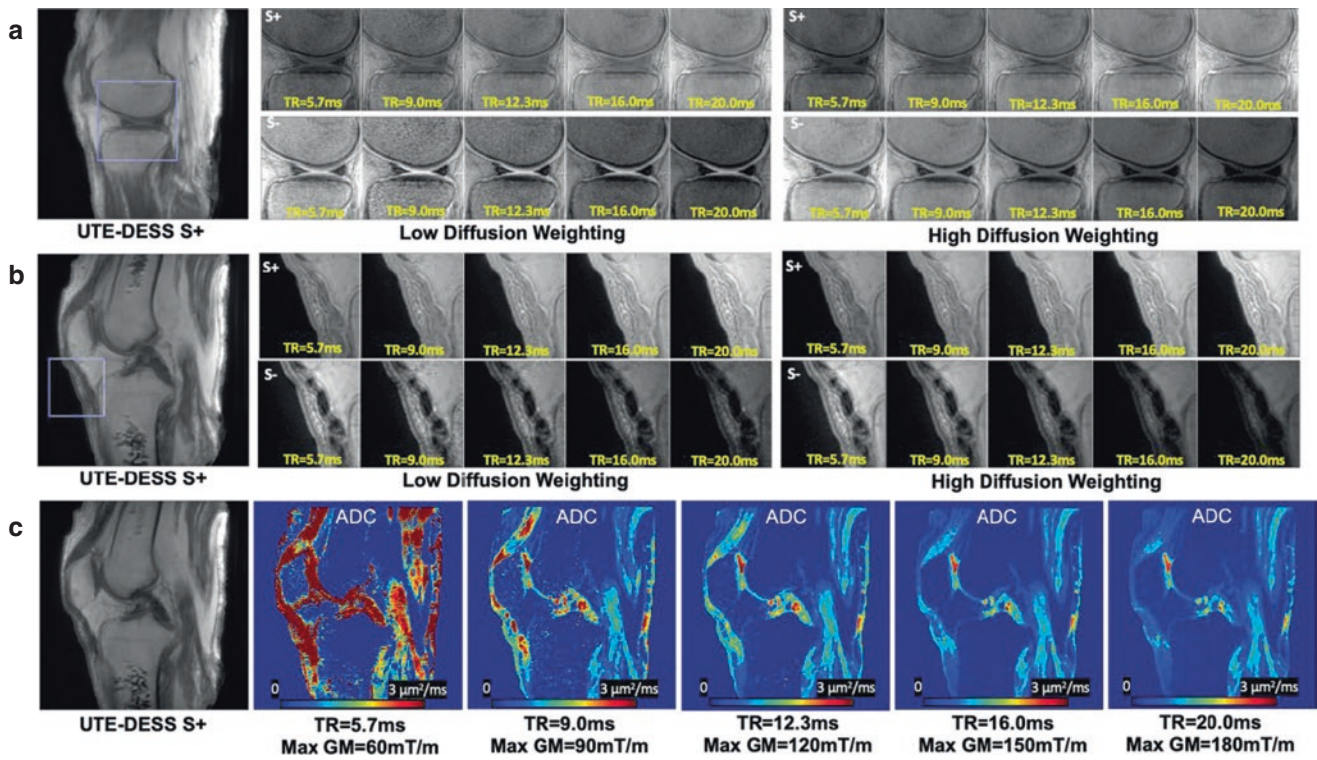 a
S+
TR=5.7ms TR=9.0ms TR=12.3ms TR=16.0ms TR=20.0ms
S+
TR=5.7ms TR=9.0ms TR=12.3ms TR=16.0ms TR=20.0ms
S-
TR=5.7ms TR=9.0ms TR=12.3ms TR=16.0ms TR=20.0ms
S-
TR=5.7ms TR=9.0ms TR=12.3ms TR=16.0ms TR=20.0ms
UTE-DESS S+
Low Diffusion Weighting
High Diffusion Weighting
b
S+
TR=5.7ms TR=9.0ms TR=12.3ms TR=16.0ms TR=20.0ms
S+
TR=5.7ms TR=9.0ms TR=12.3ms TR=16.0ms TR=20.0ms
S-
TR=5.7ms TR=9.0ms TR=12.3ms TR=16.0ms TR=20.0ms
S-
TR=5.7ms TR=9.0ms TR=12.3ms TR=16.0ms TR=20.0ms
UTE-DESS S+
Low Diffusion Weighting
High Diffusion Weighting
c
ADC ADC ADC ADC ADC
0 3 μm²/ms 0 3 μm²/ms 0 3 μm²/ms 0 3 μm²/ms 0 3 μm²/ms
UTE-DESS S+
TR=5.7ms TR=9.0ms TR=12.3ms TR=16.0ms TR=20.0ms
Max GM=60mT/m Max GM=90mT/m Max GM=120mT/m Max GM=150mT/m Max GM=180mT/m